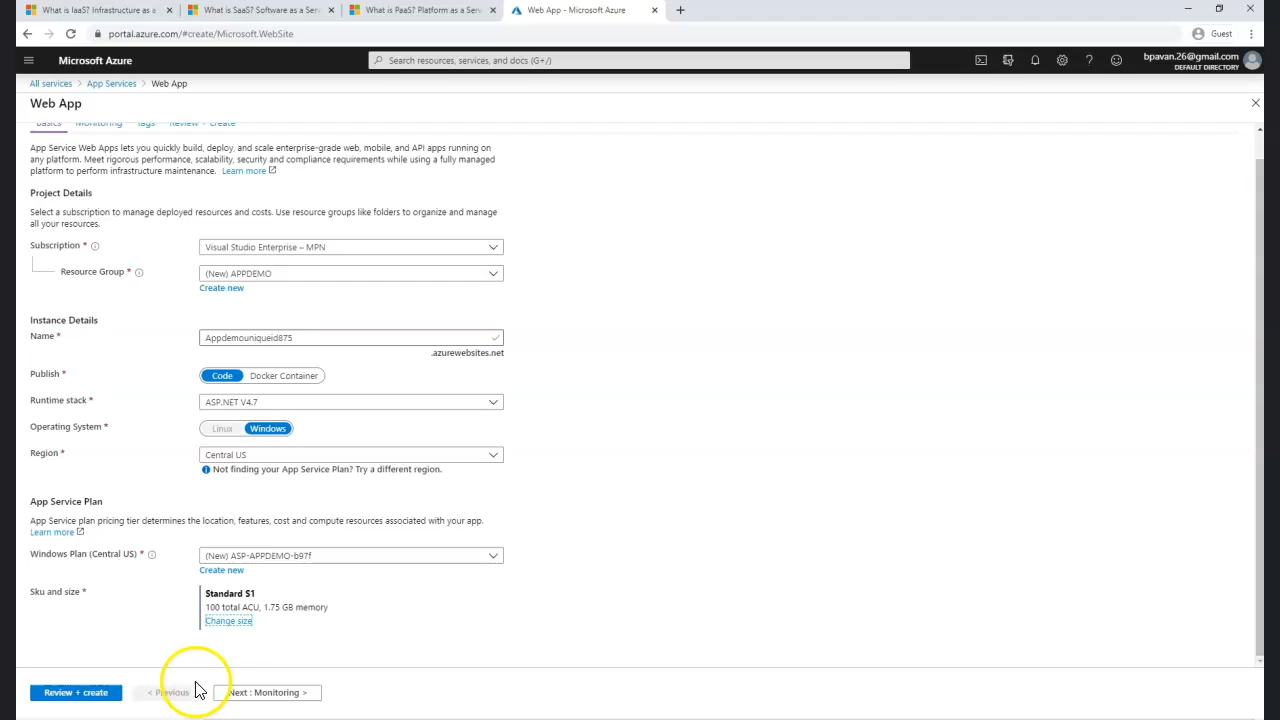 What is IaaS? Infrastructure as a
What is SaaS? Software as a Serv
What is PaaS? Platform as a Servi
Web App - Microsoft Azure
portal.azure.com/#create/Microsoft.WebSite
Guest
Microsoft Azure
Search resources, services, and docs (G+/)
bpavan.26@gmail.com
DEFAULT DIRECTORY
All services > App Services > Web App
Web App
Basics Monitoring Tags Review + create
App Service Web Apps lets you quickly build, deploy, and scale enterprise-grade web, mobile, and API apps running on
any platform. Meet rigorous performance, scalability, security and compliance requirements while using a fully managed
platform to perform infrastructure maintenance. Learn more
Project Details
Select a subscription to manage deployed resources and costs. Use resource groups like folders to organize and manage
all your resources.
Subscription *
Visual Studio Enterprise – MPN
Resource Group *
(New) APPDEMO
Create new
Instance Details
Name *
Appdemouniqueid875
.azurewebsites.net
Publish *
Code Docker Container
Runtime stack *
ASP.NET V4.7
Operating System *
Linux Windows
Region *
Central US
Not finding your App Service Plan? Try a different region.
App Service Plan
App Service plan pricing tier determines the location, features, cost and compute resources associated with your app.
Learn more
Windows Plan (Central US) *
(New) ASP-APPDEMO-b97f
Create new
Sku and size *
Standard S1
100 total ACU, 1.75 GB memory
Change size
Review + create
< Previous
Next : Monitoring >